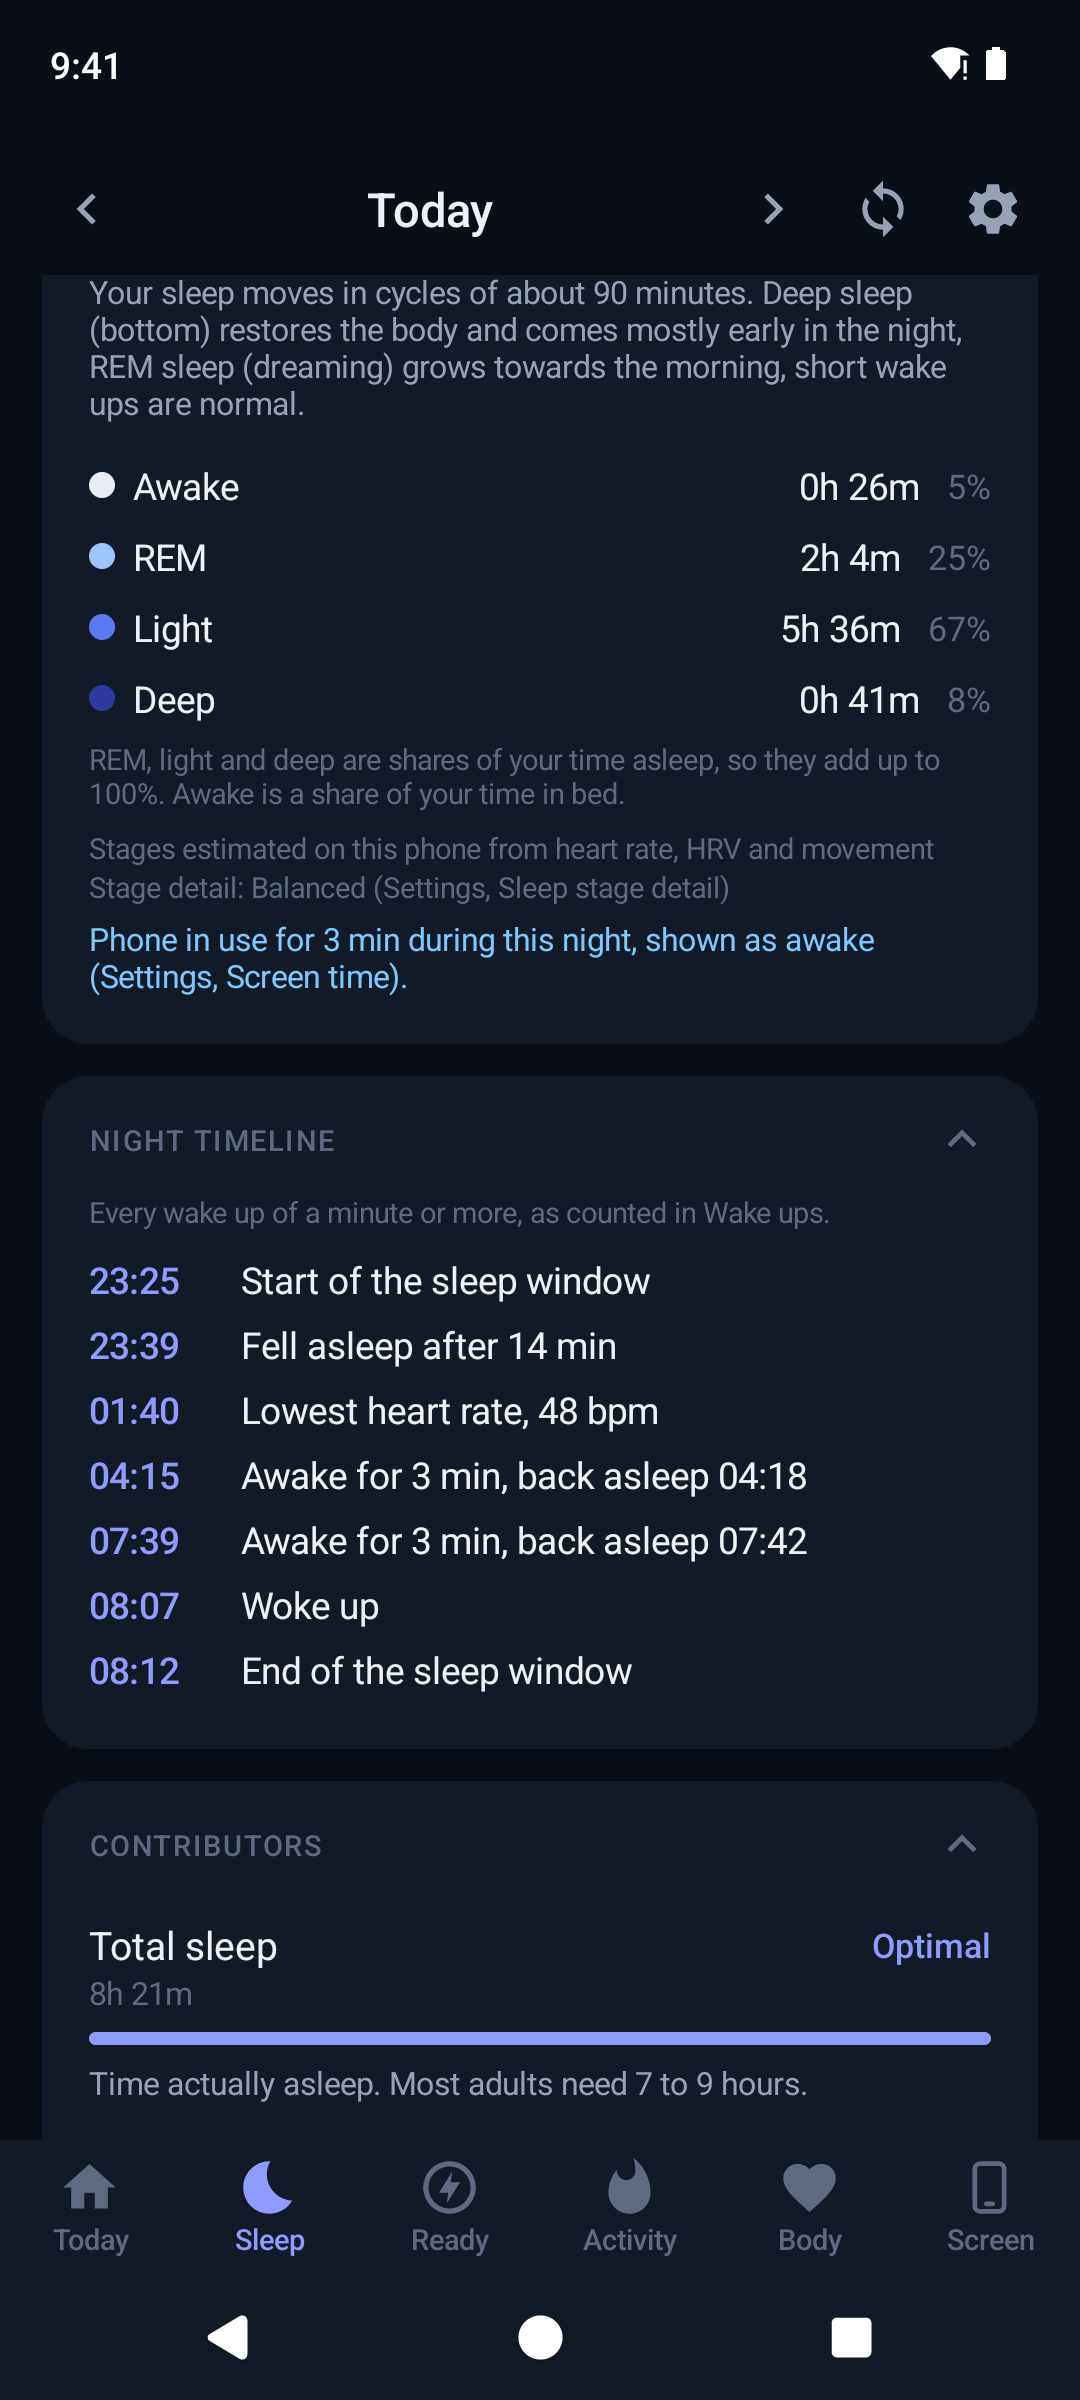 9:41
Today
Your sleep moves in cycles of about 90 minutes. Deep sleep
(bottom) restores the body and comes mostly early in the night,
REM sleep (dreaming) grows towards the morning, short wake
ups are normal.
Awake 0h 26m 5%
REM 2h 4m 25%
Light 5h 36m 67%
Deep 0h 41m 8%
REM, light and deep are shares of your time asleep, so they add up to
100%. Awake is a share of your time in bed.
Stages estimated on this phone from heart rate, HRV and movement
Stage detail: Balanced (Settings, Sleep stage detail)
Phone in use for 3 min during this night, shown as awake
(Settings, Screen time).
NIGHT TIMELINE
Every wake up of a minute or more, as counted in Wake ups.
23:25 Start of the sleep window
23:39 Fell asleep after 14 min
01:40 Lowest heart rate, 48 bpm
04:15 Awake for 3 min, back asleep 04:18
07:39 Awake for 3 min, back asleep 07:42
08:07 Woke up
08:12 End of the sleep window
CONTRIBUTORS
Total sleep Optimal
8h 21m
Time actually asleep. Most adults need 7 to 9 hours.
Today Sleep Ready Activity Body Screen